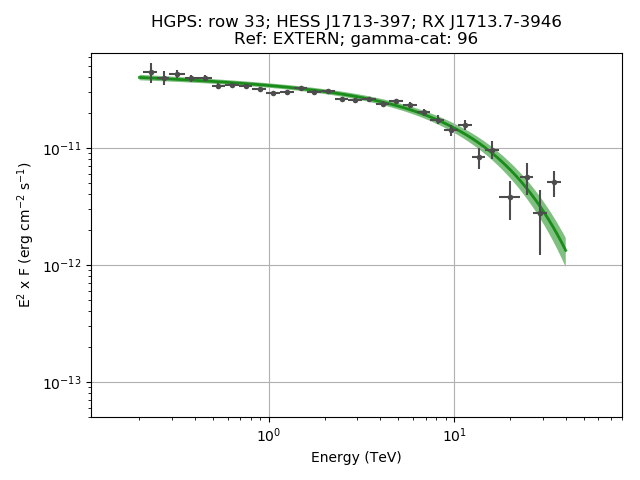 HGPS: row 33; HESS J1713-397; RX J1713.7-3946
Ref: EXTERN; gamma-cat: 96
E² x F (erg cm⁻² s⁻¹)
10⁻¹¹
10⁻¹²
10⁻¹³
10⁰ 10¹
Energy (TeV)